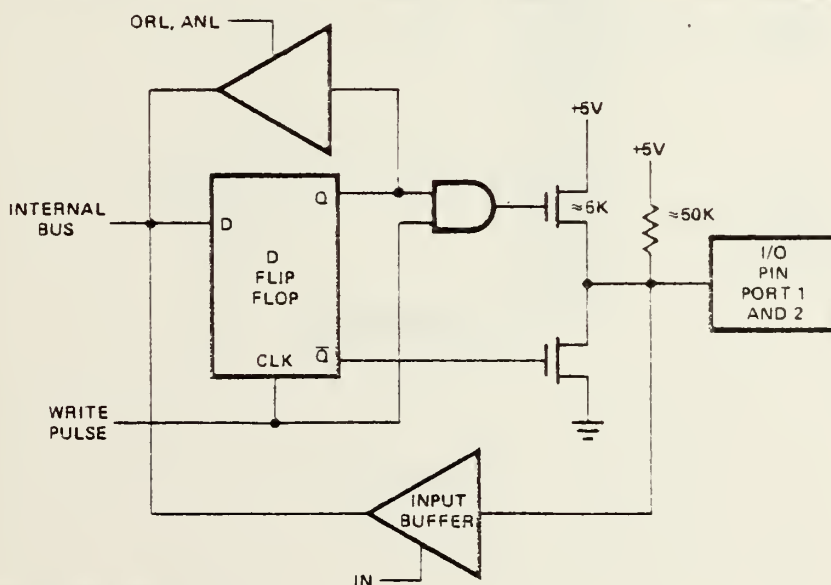 ORL, ANL
+5V
+5V
INTERNAL
BUS
D
Q
≈6K
≈50K
D
FLIP
FLOP
I/O
PIN
PORT 1
AND 2
CLK
Q̅
WRITE
PULSE
INPUT
BUFFER
IN